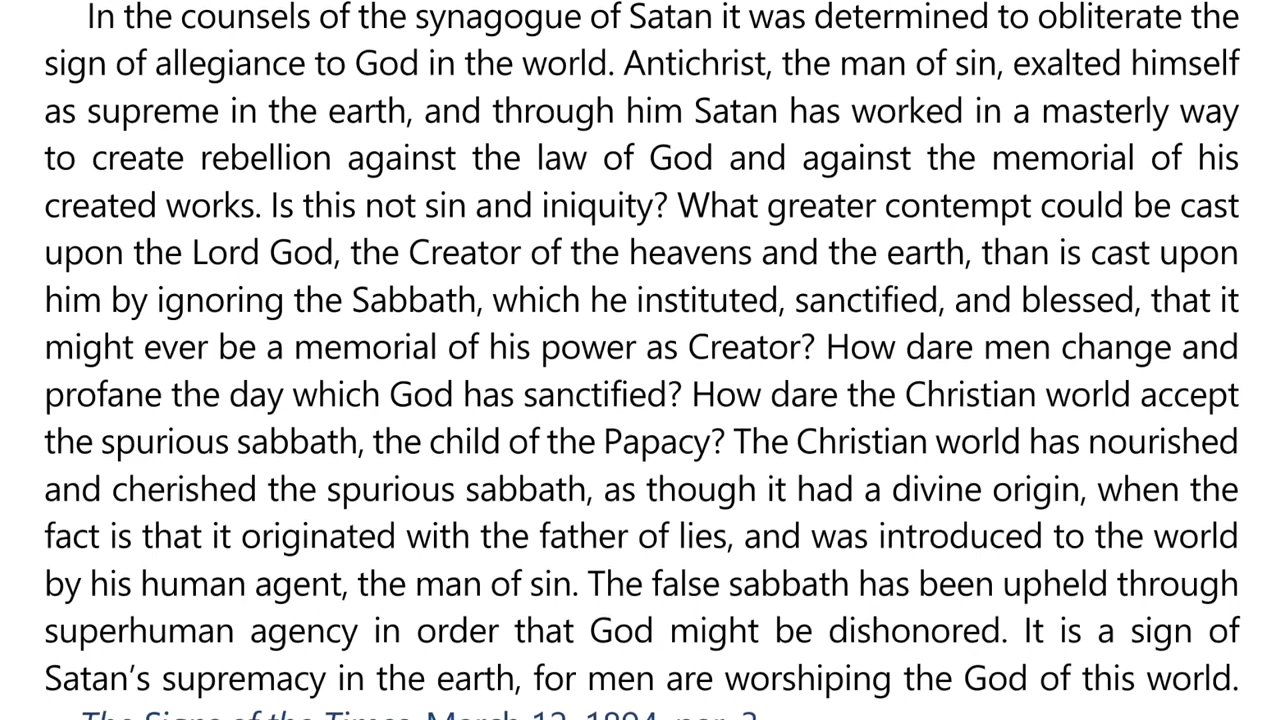 In the counsels of the synagogue of Satan it was determined to obliterate the
sign of allegiance to God in the world. Antichrist, the man of sin, exalted himself
as supreme in the earth, and through him Satan has worked in a masterly way
to create rebellion against the law of God and against the memorial of his
created works. Is this not sin and iniquity? What greater contempt could be cast
upon the Lord God, the Creator of the heavens and the earth, than is cast upon
him by ignoring the Sabbath, which he instituted, sanctified, and blessed, that it
might ever be a memorial of his power as Creator? How dare men change and
profane the day which God has sanctified? How dare the Christian world accept
the spurious sabbath, the child of the Papacy? The Christian world has nourished
and cherished the spurious sabbath, as though it had a divine origin, when the
fact is that it originated with the father of lies, and was introduced to the world
by his human agent, the man of sin. The false sabbath has been upheld through
superhuman agency in order that God might be dishonored. It is a sign of
Satan’s supremacy in the earth, for men are worshiping the God of this world.
The Signs of the Times, March 12, 1894, par.